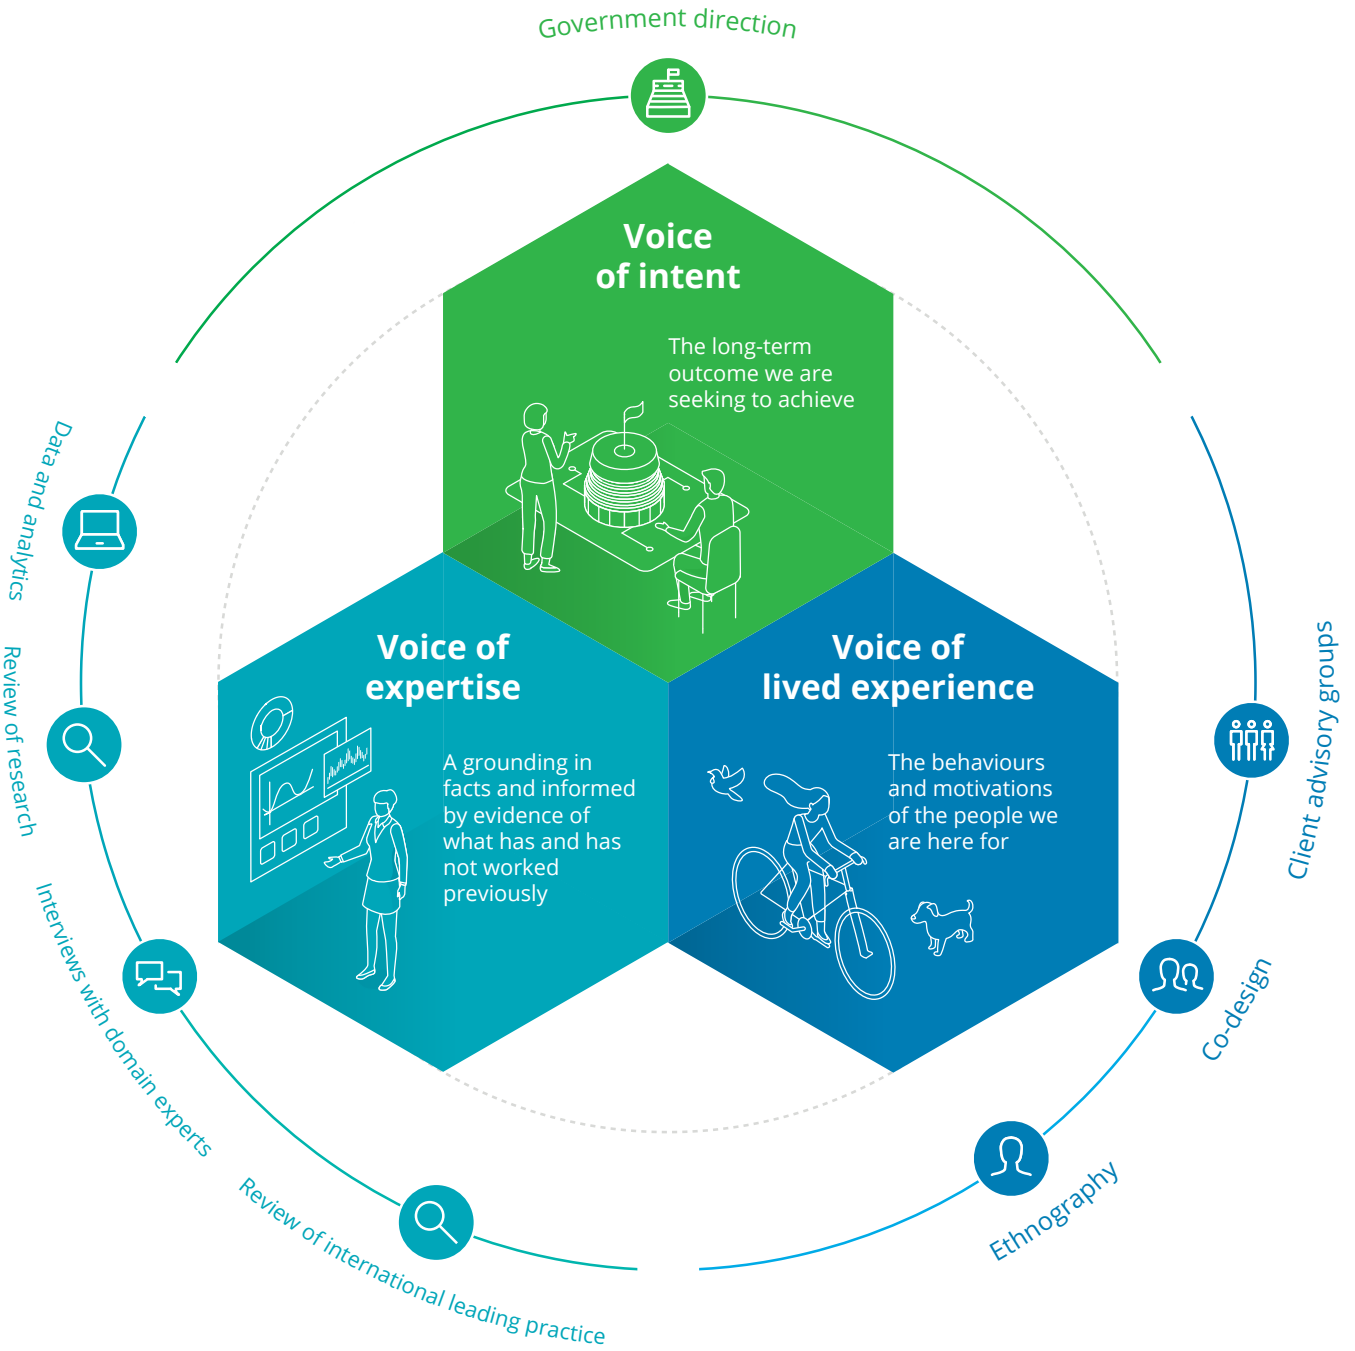 Government direction
Voice
of intent
The long-term
outcome we are
seeking to achieve
Voice of
expertise
A grounding in
facts and informed
by evidence of
what has and has
not worked
previously
Voice of
lived experience
The behaviours
and motivations
of the people we
are here for
Data and analytics
Review of research
Interviews with domain experts
Review of international leading practice
Client advisory groups
Co-design
Ethnography